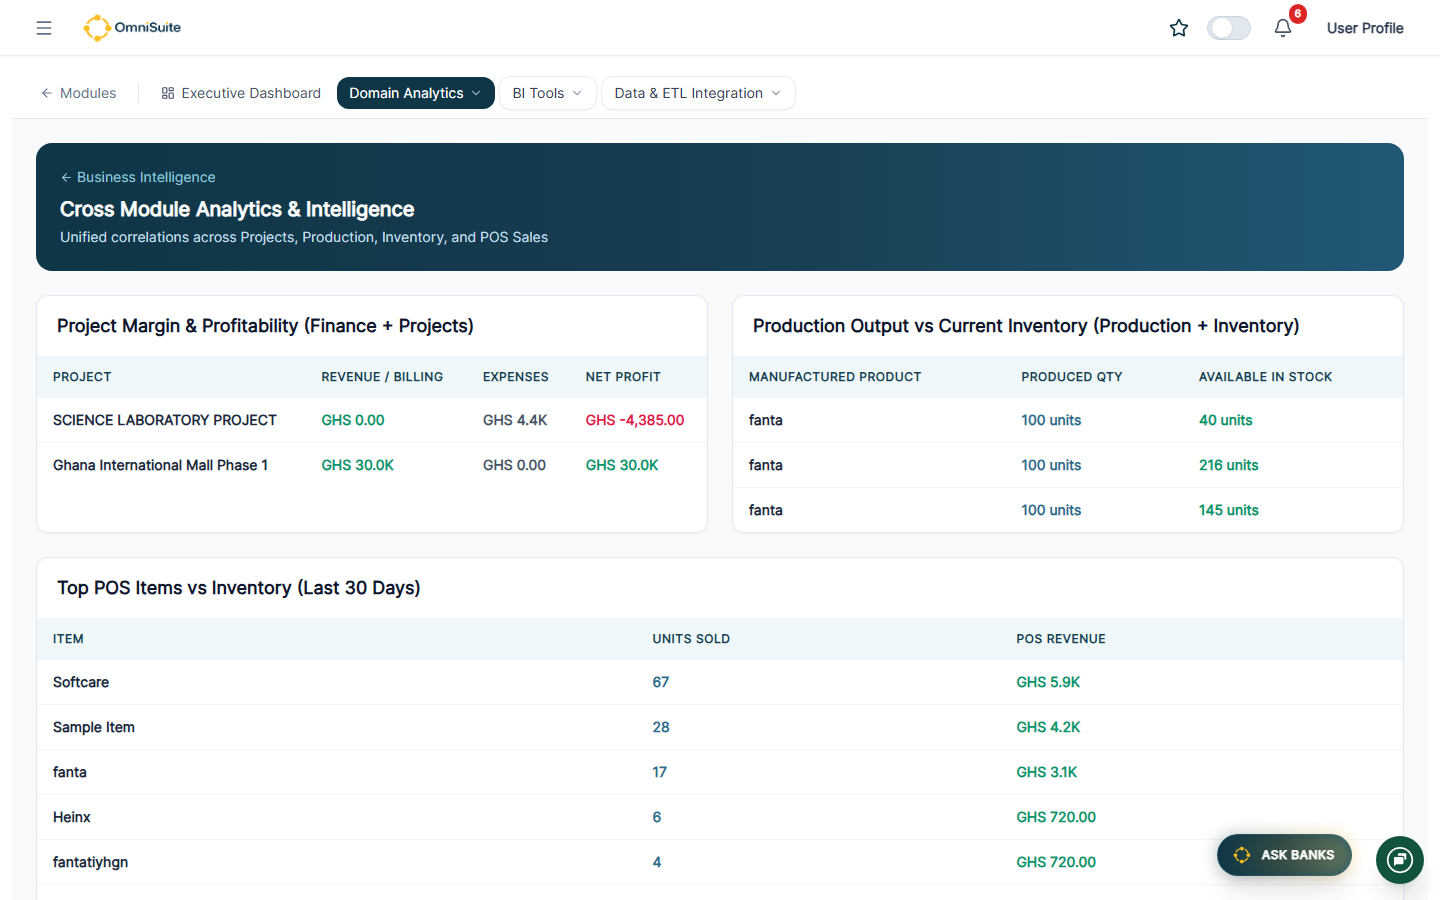 OmniSuite
6
User Profile
Modules
Executive Dashboard
Domain Analytics
BI Tools
Data & ETL Integration
Business Intelligence
Cross Module Analytics & Intelligence
Unified correlations across Projects, Production, Inventory, and POS Sales
Project Margin & Profitability (Finance + Projects)
PROJECT REVENUE / BILLING EXPENSES NET PROFIT
SCIENCE LABORATORY PROJECT GHS 0.00 GHS 4.4K GHS -4,385.00
Ghana International Mall Phase 1 GHS 30.0K GHS 0.00 GHS 30.0K
Production Output vs Current Inventory (Production + Inventory)
MANUFACTURED PRODUCT PRODUCED QTY AVAILABLE IN STOCK
fanta 100 units 40 units
fanta 100 units 216 units
fanta 100 units 145 units
Top POS Items vs Inventory (Last 30 Days)
ITEM UNITS SOLD POS REVENUE
Softcare 67 GHS 5.9K
Sample Item 28 GHS 4.2K
fanta 17 GHS 3.1K
Heinx 6 GHS 720.00
fantatiyhgn 4 GHS 720.00
ASK BANKS